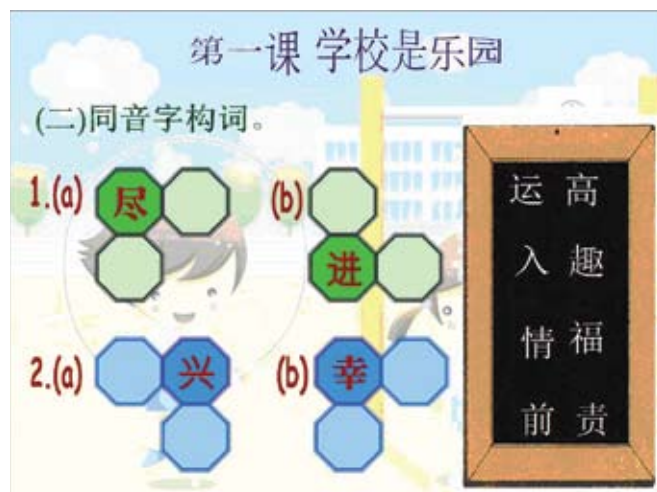 第一课 学校是乐园
(二)同音字构词。
1.(a) 尽
(b) 进
2.(a) 兴
(b) 幸
运 高
入 趣
情 福
前 责